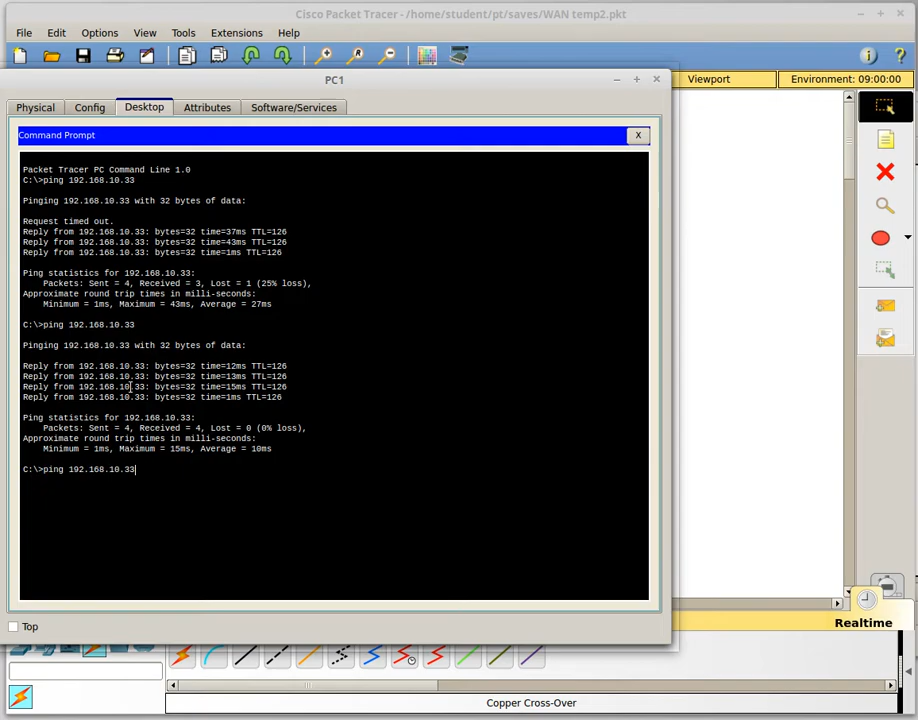 Cisco Packet Tracer - /home/student/pt/saves/WAN temp2.pkt
File Edit Options View Tools Extensions Help
PC1
Viewport Environment: 09:00:00
Physical Config Desktop Attributes Software/Services
Command Prompt X
Packet Tracer PC Command Line 1.0
C:\>ping 192.168.10.33
Pinging 192.168.10.33 with 32 bytes of data:
Request timed out.
Reply from 192.168.10.33: bytes=32 time=37ms TTL=126
Reply from 192.168.10.33: bytes=32 time=43ms TTL=126
Reply from 192.168.10.33: bytes=32 time=1ms TTL=126
Ping statistics for 192.168.10.33:
Packets: Sent = 4, Received = 3, Lost = 1 (25% loss),
Approximate round trip times in milli-seconds:
Minimum = 1ms, Maximum = 43ms, Average = 27ms
C:\>ping 192.168.10.33
Pinging 192.168.10.33 with 32 bytes of data:
Reply from 192.168.10.33: bytes=32 time=12ms TTL=126
Reply from 192.168.10.33: bytes=32 time=13ms TTL=126
Reply from 192.168.10.33: bytes=32 time=15ms TTL=126
Reply from 192.168.10.33: bytes=32 time=1ms TTL=126
Ping statistics for 192.168.10.33:
Packets: Sent = 4, Received = 4, Lost = 0 (0% loss),
Approximate round trip times in milli-seconds:
Minimum = 1ms, Maximum = 15ms, Average = 10ms
C:\>ping 192.168.10.33
Top
Realtime
Copper Cross-Over